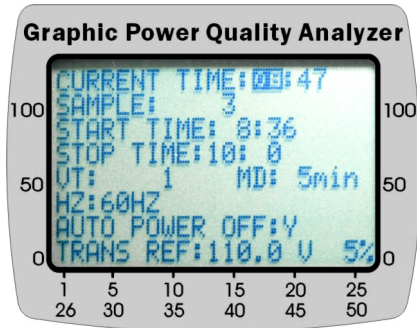 Graphic Power Quality Analyzer
CURRENT TIME:08:47
SAMPLE: 3
START TIME: 8:36
STOP TIME:10: 0
VT: 1 MD: 5min
HZ:60HZ
AUTO POWER OFF:Y
TRANS REF:110.0 V 5%
100 100
50 50
0 0
1 5 10 15 20 25
26 30 35 40 45 50